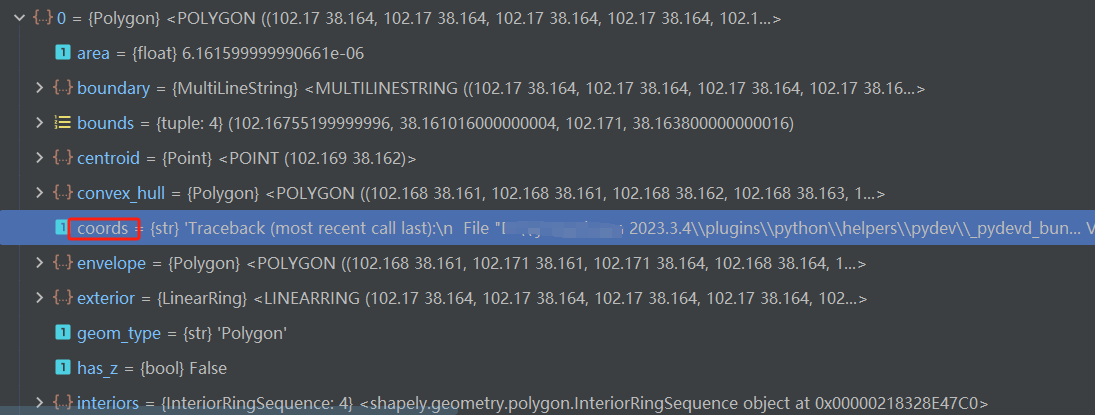 {...} 0 = {Polygon} <POLYGON ((102.17 38.164, 102.17 38.164, 102.17 38.164, 102.17 38.164, 102.1...>
1 area = {float} 6.161599999990661e-06
{...} boundary = {MultiLineString} <MULTILINESTRING ((102.17 38.164, 102.17 38.164, 102.17 38.164, 102.17 38.16...>
bounds = {tuple: 4} (102.16755199999996, 38.161016000000004, 102.171, 38.163800000000016)
{...} centroid = {Point} <POINT (102.169 38.162)>
{...} convex_hull = {Polygon} <POLYGON ((102.168 38.161, 102.168 38.161, 102.168 38.162, 102.168 38.163, 1...>
1 coords = {str} 'Traceback (most recent call last):\n  File " 2023.3.4\\plugins\\python\\helpers\\pydev\\_pydevd_bun... V
{...} envelope = {Polygon} <POLYGON ((102.168 38.161, 102.171 38.161, 102.171 38.164, 102.168 38.164, 1...>
{...} exterior = {LinearRing} <LINEARRING (102.17 38.164, 102.17 38.164, 102.17 38.164, 102.17 38.164, 102...>
1 geom_type = {str} 'Polygon'
1 has_z = {bool} False
{...} interiors = {InteriorRingSequence: 4} <shapely.geometry.polygon.InteriorRingSequence object at 0x00000218328E47C0>